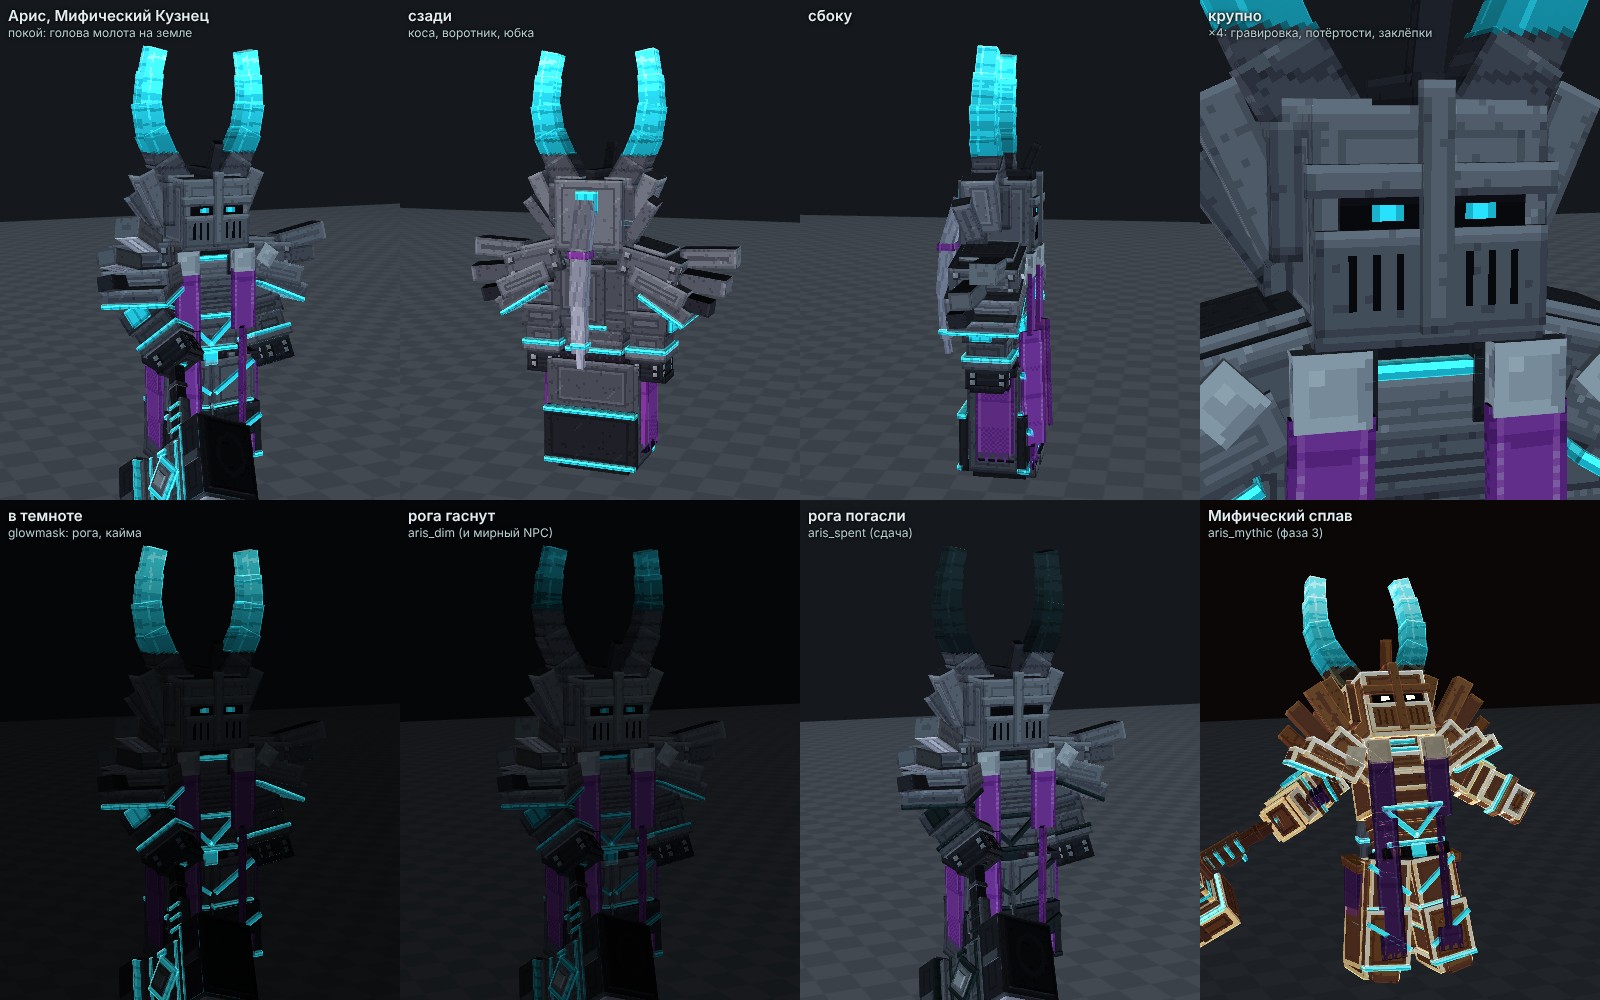 Арис, Мифический Кузнец
покой: голова молота на земле
сзади
коса, воротник, юбка
сбоку
крупно
×4: гравировка, потёртости, заклёпки
в темноте
glowmask: рога, кайма
рога гаснут
aris_dim (и мирный NPC)
рога погасли
aris_spent (сдача)
Мифический сплав
aris_mythic (фаза 3)